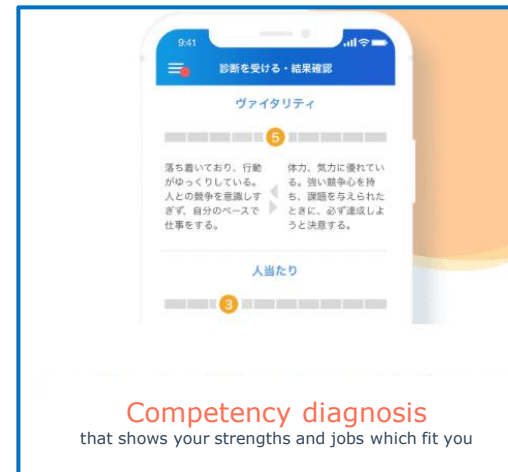 9:41
診断を受ける・結果確認
ヴァイタリティ
5
落ち着いており、行動
がゆっくりしている。
人との競争を意識しす
ぎず、自分のペースで
仕事をする。
体力、気力に優れてい
る。強い競争心を持
ち、課題を与えられた
ときに、必ず達成しよ
うと決意する。
人当たり
3
Competency diagnosis
that shows your strengths and jobs which fit you